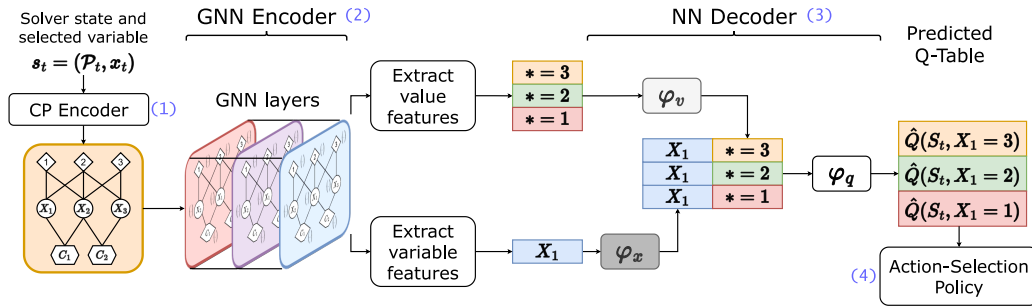 Solver state and
selected variable
s_t = (P_t, x_t)
CP Encoder
(1)
1 2 3
X_1 X_2 X_3
C_1 C_2
GNN Encoder (2)
GNN layers
Extract
value
features
Extract
variable
features
* = 3
* = 2
* = 1
X_1
NN Decoder (3)
φ_v
φ_x
X_1 * = 3
X_1 * = 2
X_1 * = 1
φ_q
Predicted
Q-Table
Q̂(S_t, X_1 = 3)
Q̂(S_t, X_1 = 2)
Q̂(S_t, X_1 = 1)
(4)
Action-Selection
Policy